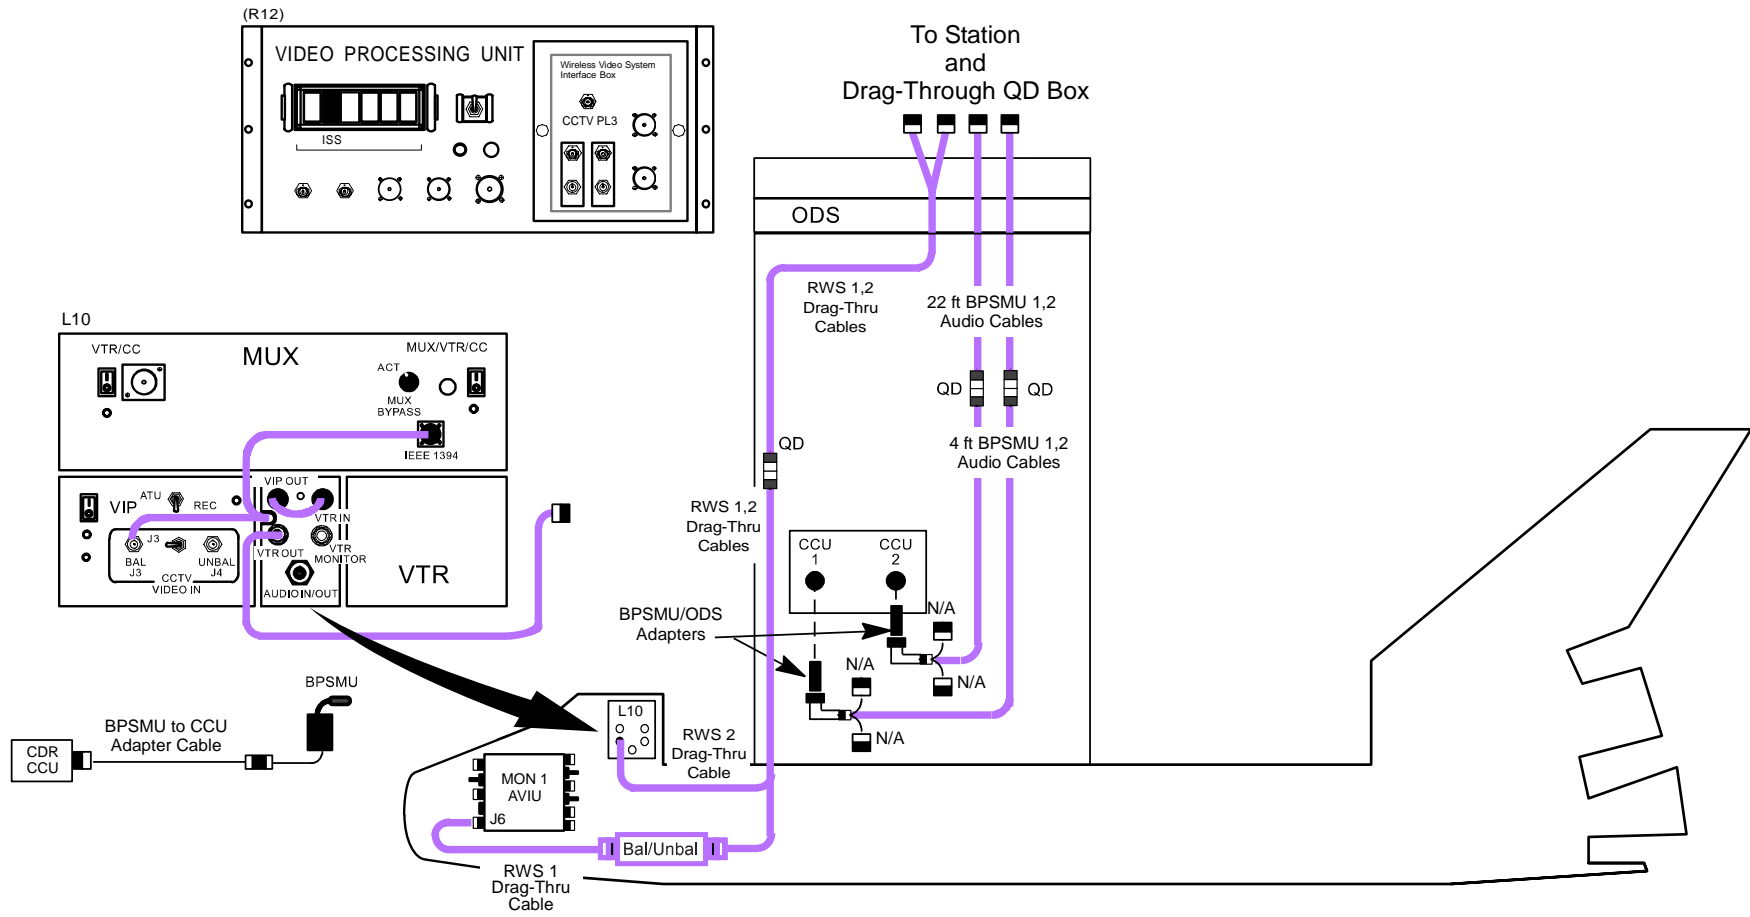 (R12)
VIDEO PROCESSING UNIT
ISS
Wireless Video System
Interface Box
CCTV PL3
To Station
and
Drag-Through QD Box
ODS
RWS 1,2
Drag-Thru
Cables
22 ft BPSMU 1,2
Audio Cables
QD
QD
4 ft BPSMU 1,2
Audio Cables
QD
RWS 1,2
Drag-Thru
Cables
L10
VTR/CC
MUX
MUX/VTR/CC
ACT
MUX
BYPASS
IEEE 1394
VIP
ATU
REC
J3
BAL
J3
UNBAL
J4
CCTV
VIDEO IN
VIP OUT
VTR IN
VTR OUT
VTR
MONITOR
AUDIO IN/OUT
VTR
CCU
1
CCU
2
BPSMU/ODS
Adapters
N/A
N/A
N/A
N/A
BPSMU
BPSMU to CCU
Adapter Cable
CDR
CCU
L10
RWS 2
Drag-Thru
Cable
MON 1
AVIU
J6
Bal/Unbal
RWS 1
Drag-Thru
Cable